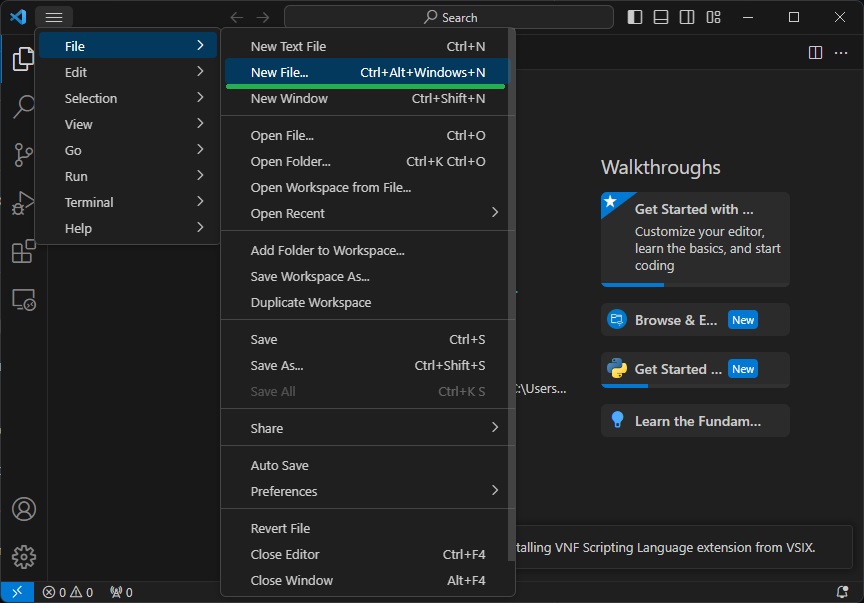 Search
File
Edit
Selection
View
Go
Run
Terminal
Help
New Text File Ctrl+N
New File... Ctrl+Alt+Windows+N
New Window Ctrl+Shift+N
Open File... Ctrl+O
Open Folder... Ctrl+K Ctrl+O
Open Workspace from File...
Open Recent
Add Folder to Workspace...
Save Workspace As...
Duplicate Workspace
Save Ctrl+S
Save As... Ctrl+Shift+S
Save All Ctrl+K S
Share
Auto Save
Preferences
Revert File
Close Editor Ctrl+F4
Close Window Alt+F4
Walkthroughs
Get Started with ...
Customize your editor,
learn the basics, and start
coding
Browse & E... New
Get Started ... New
Learn the Fundam...
:\Users...
talling VNF Scripting Language extension from VSIX.
0 0 0